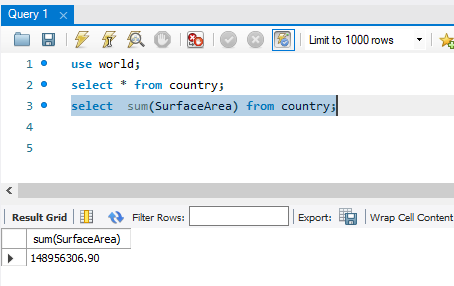 Query 1
Limit to 1000 rows
1 use world;
2 select * from country;
3 select sum(SurfaceArea) from country;
4
5
Result Grid Filter Rows: Export: Wrap Cell Content
sum(SurfaceArea)
148956306.90